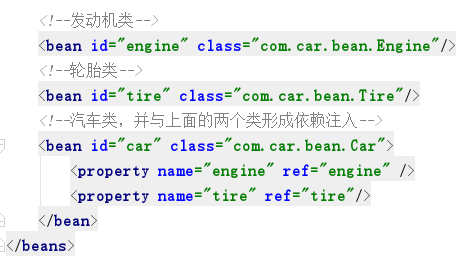 <!--发动机类-->
<bean id="engine" class="com.car.bean.Engine"/>
<!--轮胎类-->
<bean id="tire" class="com.car.bean.Tire"/>
<!--汽车类，并与上面的两个类形成依赖注入-->
<bean id="car" class="com.car.bean.Car">
<property name="engine" ref="engine" />
<property name="tire" ref="tire"/>
</bean>
</beans>